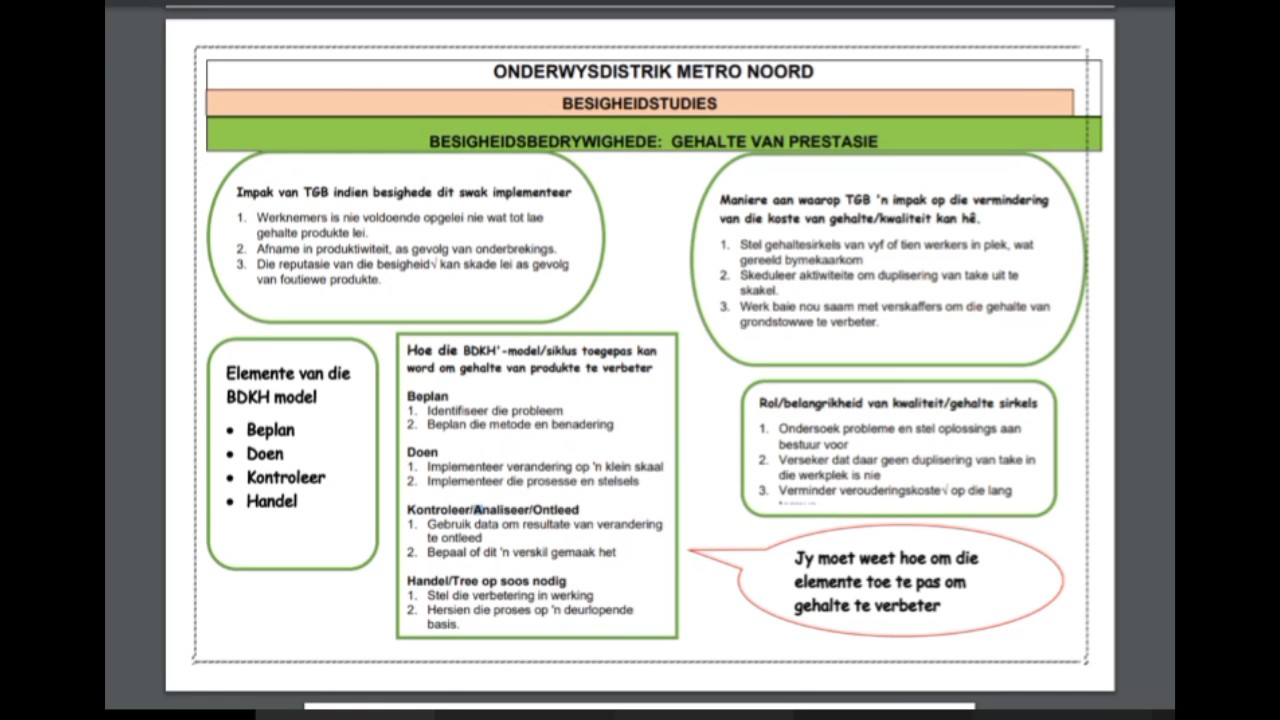 ONDERWYSDISTRIK METRO NOORD
BESIGHEIDSTUDIES
BESIGHEIDSBEDRYWIGHEDE: GEHALTE VAN PRESTASIE
Impak van TGB indien besighede dit swak implementeer
1. Werknemers is nie voldoende opgelei nie wat tot lae
gehalte produkte lei.
2. Afname in produktiwiteit, as gevolg van onderbrekings.
3. Die reputasie van die besigheid√ kan skade lei as gevolg
van foutiewe produkte.
Maniere aan waarop TGB 'n impak op die vermindering
van die koste van gehalte/kwaliteit kan hê.
1. Stel gehaltesirkels van vyf of tien werkers in plek, wat
gereeld bymekaarkom
2. Skeduleer aktiwiteite om duplisering van take uit te
skakel.
3. Werk baie nou saam met verskaffers om die gehalte van
grondstowwe te verbeter.
Elemente van die
BDKH model
• Beplan
• Doen
• Kontroleer
• Handel
Hoe die BDKH'-model/siklus toegepas kan
word om gehalte van produkte te verbeter
Beplan
1. Identifiseer die probleem
2. Beplan die metode en benadering
Doen
1. Implementeer verandering op 'n klein skaal
2. Implementeer die prosesse en stelsels
Kontroleer/Analiseer/Ontleed
1. Gebruik data om resultate van verandering
te ontleed
2. Bepaal of dit 'n verskil gemaak het
Handel/Tree op soos nodig
1. Stel die verbetering in werking
2. Hersien die proses op 'n deurlopende
basis.
Rol/belangrikheid van kwaliteit/gehalte sirkels
1. Ondersoek probleme en stel oplossings aan
bestuur voor
2. Verseker dat daar geen duplisering van take in
die werkplek is nie
3. Verminder verouderingskoste√ op die lang
Jy moet weet hoe om die
elemente toe te pas om
gehalte te verbeter